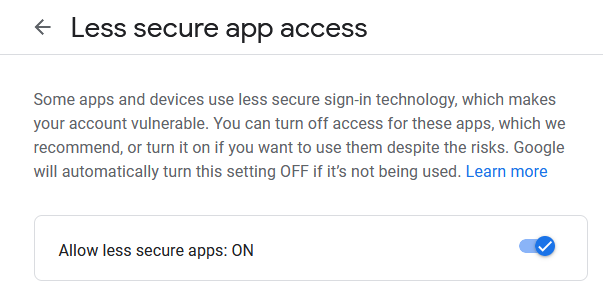 Less secure app access
Some apps and devices use less secure sign-in technology, which makes
your account vulnerable. You can turn off access for these apps, which we
recommend, or turn it on if you want to use them despite the risks. Google
will automatically turn this setting OFF if it’s not being used. Learn more
Allow less secure apps: ON